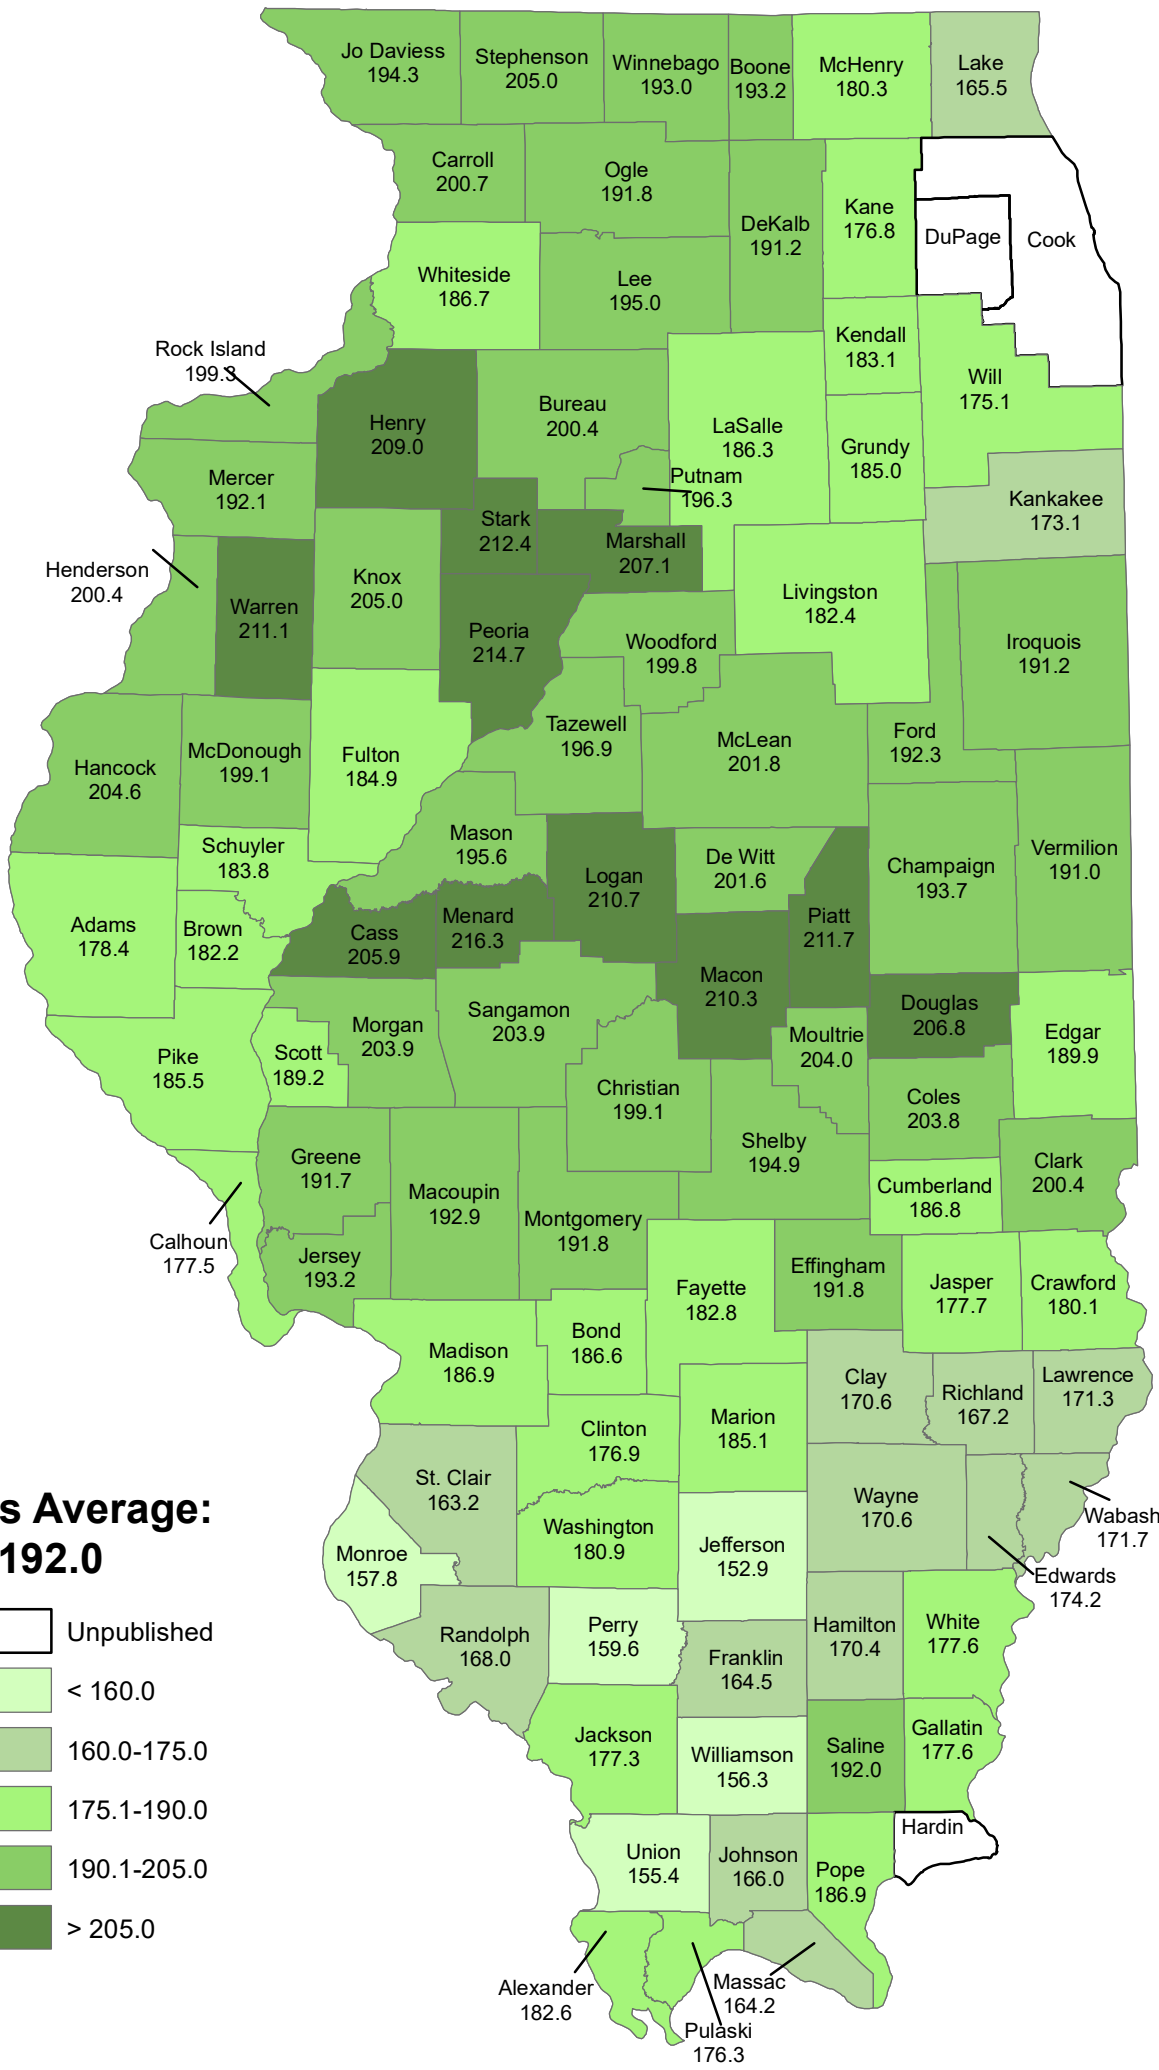 Jo Daviess
194.3
Stephenson
205.0
Winnebago
193.0
Boone
193.2
McHenry
180.3
Lake
165.5
Carroll
200.7
Ogle
191.8
DeKalb
191.2
Kane
176.8
DuPage
Cook
Whiteside
186.7
Lee
195.0
Rock Island
199.3
Kendall
183.1
Will
175.1
Henry
209.0
Bureau
200.4
LaSalle
186.3
Grundy
185.0
Mercer
192.1
Putnam
196.3
Kankakee
173.1
Stark
212.4
Marshall
207.1
Henderson
200.4
Warren
211.1
Knox
205.0
Peoria
214.7
Woodford
199.8
Livingston
182.4
Iroquois
191.2
Hancock
204.6
McDonough
199.1
Fulton
184.9
Tazewell
196.9
McLean
201.8
Ford
192.3
Schuyler
183.8
Mason
195.6
Logan
210.7
De Witt
201.6
Champaign
193.7
Vermilion
191.0
Adams
178.4
Brown
182.2
Cass
205.9
Menard
216.3
Piatt
211.7
Macon
210.3
Pike
185.5
Scott
189.2
Morgan
203.9
Sangamon
203.9
Christian
199.1
Moultrie
204.0
Douglas
206.8
Edgar
189.9
Coles
203.8
Greene
191.7
Macoupin
192.9
Montgomery
191.8
Shelby
194.9
Cumberland
186.8
Clark
200.4
Calhoun
177.5
Jersey
193.2
Fayette
182.8
Effingham
191.8
Jasper
177.7
Crawford
180.1
Madison
186.9
Bond
186.6
Clay
170.6
Richland
167.2
Lawrence
171.3
Clinton
176.9
Marion
185.1
St. Clair
163.2
Wayne
170.6
Wabash
171.7
Edwards
174.2
Monroe
157.8
Washington
180.9
Jefferson
152.9
Randolph
168.0
Perry
159.6
Franklin
164.5
Hamilton
170.4
White
177.6
Jackson
177.3
Williamson
156.3
Saline
192.0
Gallatin
177.6
Union
155.4
Johnson
166.0
Pope
186.9
Hardin
Alexander
182.6
Massac
164.2
Pulaski
176.3
s Average:
192.0
Unpublished
< 160.0
160.0-175.0
175.1-190.0
190.1-205.0
> 205.0